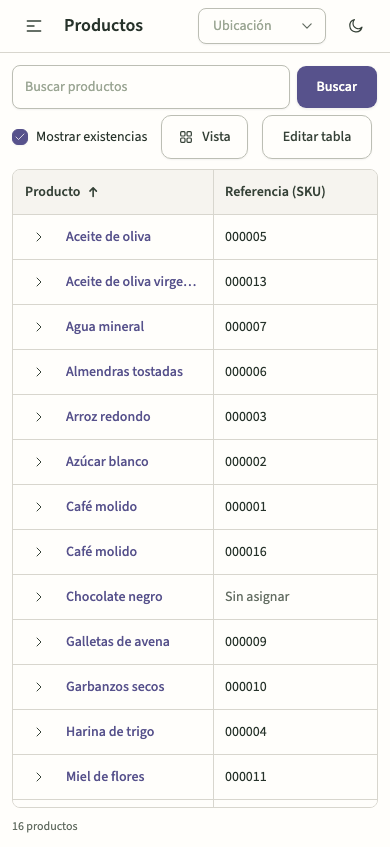 Productos
Ubicación
Buscar productos
Buscar
Mostrar existencias
Vista
Editar tabla
Producto ↑ Referencia (SKU)
Aceite de oliva 000005
Aceite de oliva virge... 000013
Agua mineral 000007
Almendras tostadas 000006
Arroz redondo 000003
Azúcar blanco 000002
Café molido 000001
Café molido 000016
Chocolate negro Sin asignar
Galletas de avena 000009
Garbanzos secos 000010
Harina de trigo 000004
Miel de flores 000011
16 productos